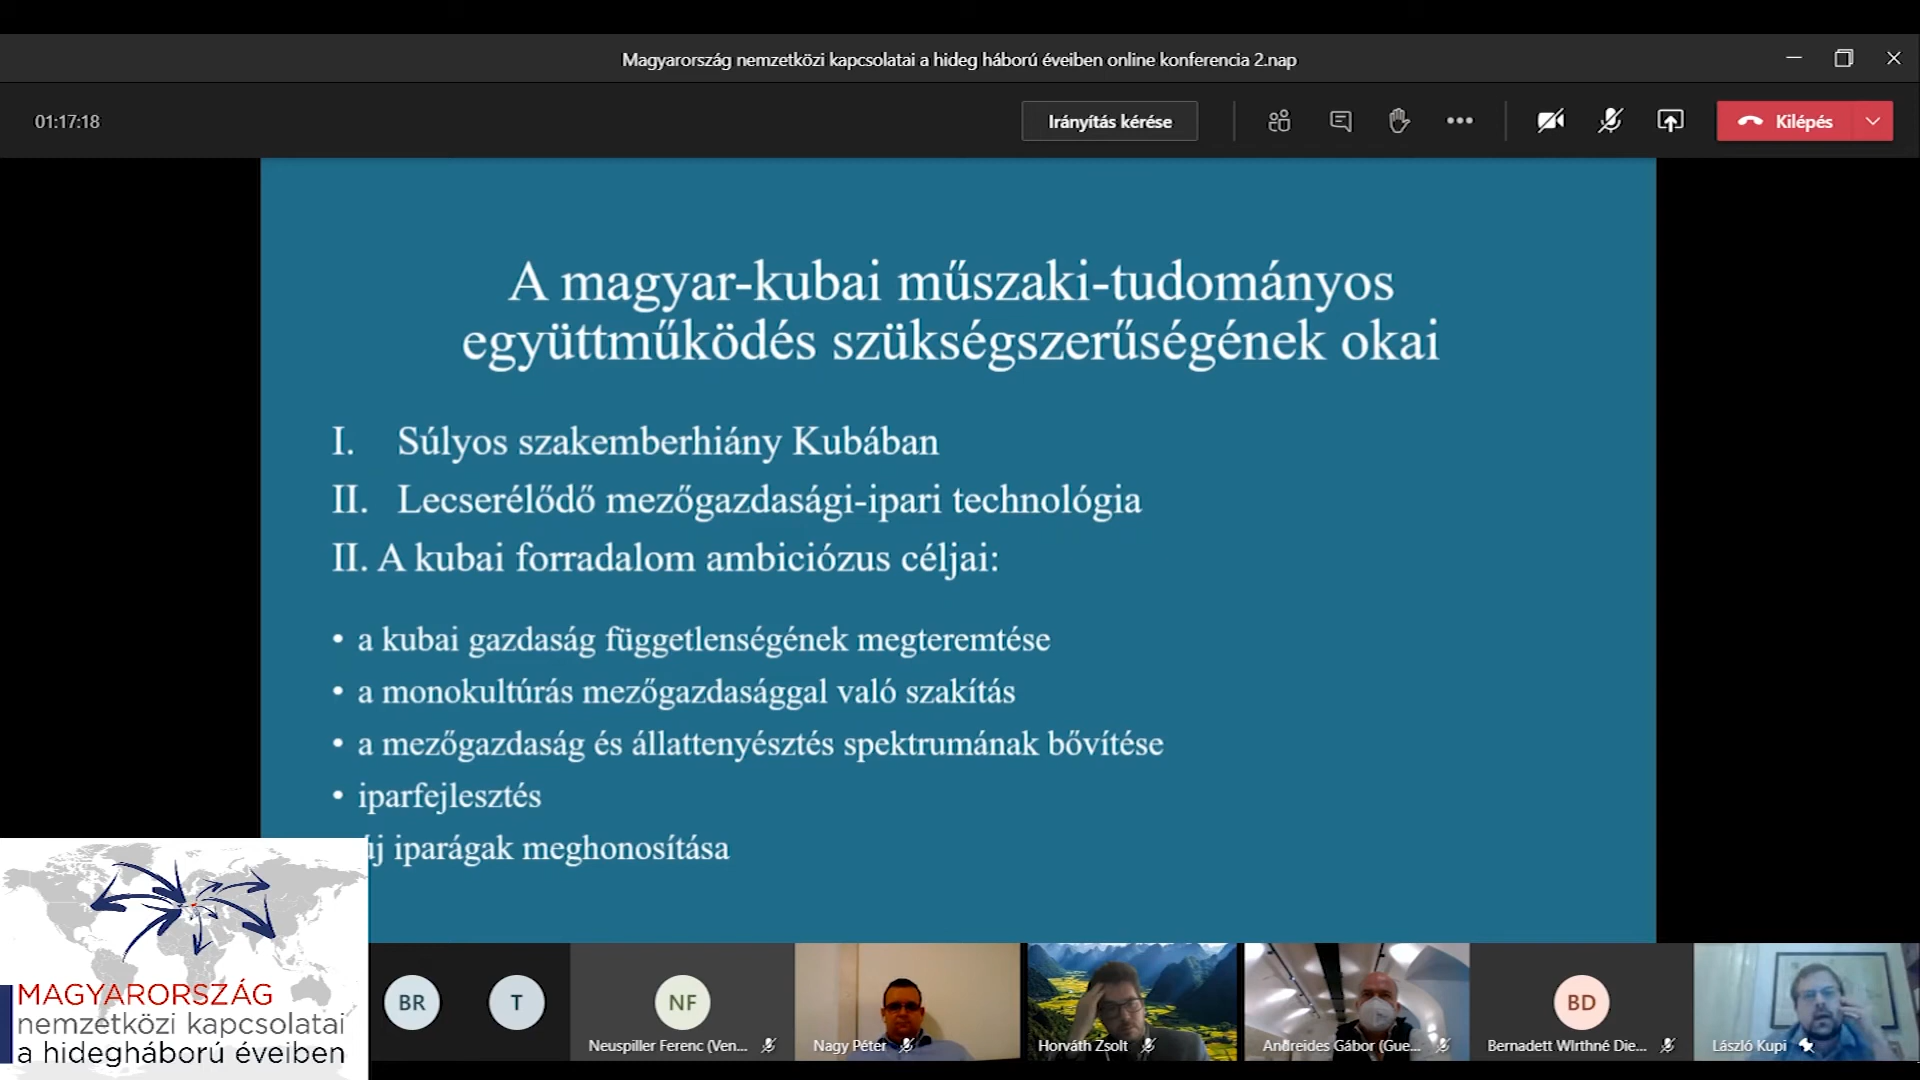 Magyarország nemzetközi kapcsolatai a hideg háború éveiben online konferencia 2.nap
01:17:18
Irányítás kérése
Kilépés
A magyar-kubai műszaki-tudományos
együttműködés szükségszerűségének okai
I. Súlyos szakemberhiány Kubában
II. Lecserélődő mezőgazdasági-ipari technológia
II. A kubai forradalom ambiciózus céljai:
• a kubai gazdaság függetlenségének megteremtése
• a monokultúrás mezőgazdasággal való szakítás
• a mezőgazdaság és állattenyésztés spektrumának bővítése
• iparfejlesztés
új iparágak meghonosítása
MAGYARORSZÁG
nemzetközi kapcsolatai
a hidegháború éveiben
BR
T
NF
Neuspiller Ferenc (Ven...
Nagy Péter
Horváth Zsolt
Andreides Gábor (Gue...
BD
Bernadett WIrthné Die...
László Kupi